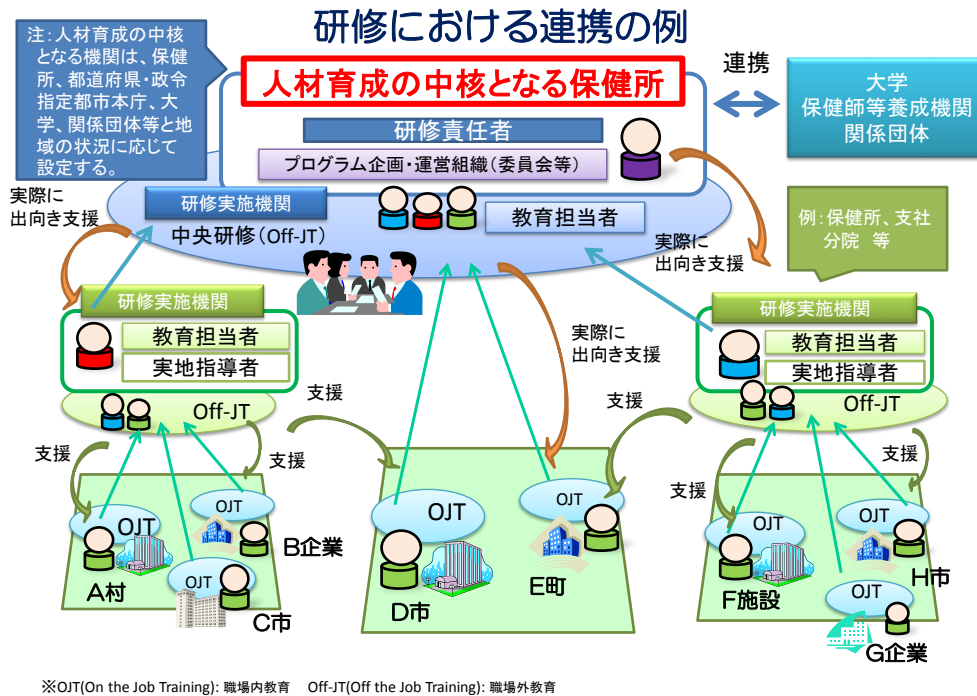 研修における連携の例
注:人材育成の中核
となる機関は、保健
所、都道府県・政令
指定都市本庁、大
学、関係団体等と地
域の状況に応じて
設定する。
人材育成の中核となる保健所
連携
大学
保健師等養成機関
関係団体
研修責任者
プログラム企画・運営組織(委員会等)
実際に
出向き支援
研修実施機関
中央研修(Off-JT)
教育担当者
実際に
出向き支援
例:保健所、支社
分院 等
研修実施機関
教育担当者
実地指導者
Off-JT
実際に
出向き支援
研修実施機関
教育担当者
実地指導者
Off-JT
支援
支援
支援
支援
支援
支援
OJT
A村
OJT
B企業
OJT
C市
OJT
D市
OJT
E町
OJT
F施設
OJT
H市
OJT
G企業
※OJT(On the Job Training): 職場内教育 Off-JT(Off the Job Training): 職場外教育